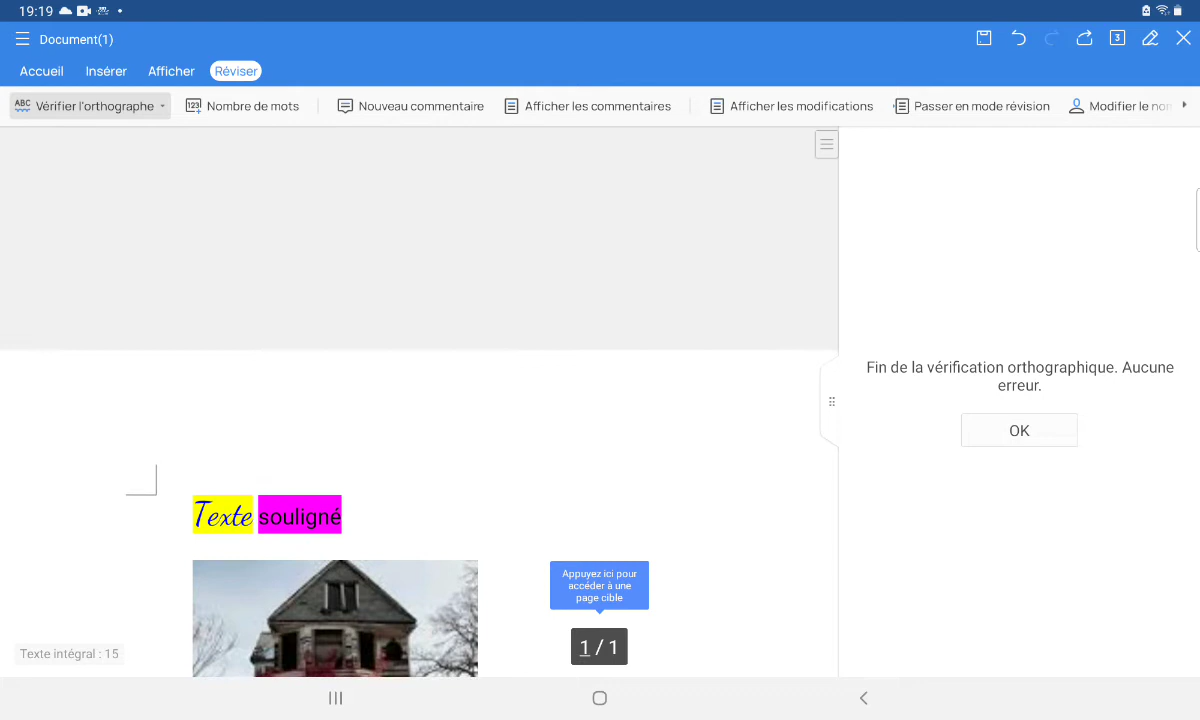 19:19
Document(1)
3
Accueil Insérer Afficher Réviser
ABC Vérifier l'orthographe 123 Nombre de mots Nouveau commentaire Afficher les commentaires Afficher les modifications Passer en mode révision Modifier le nom
Fin de la vérification orthographique. Aucune
erreur.
OK
Texte souligné
Appuyez ici pour
accéder à une
page cible
1 / 1
Texte intégral : 15